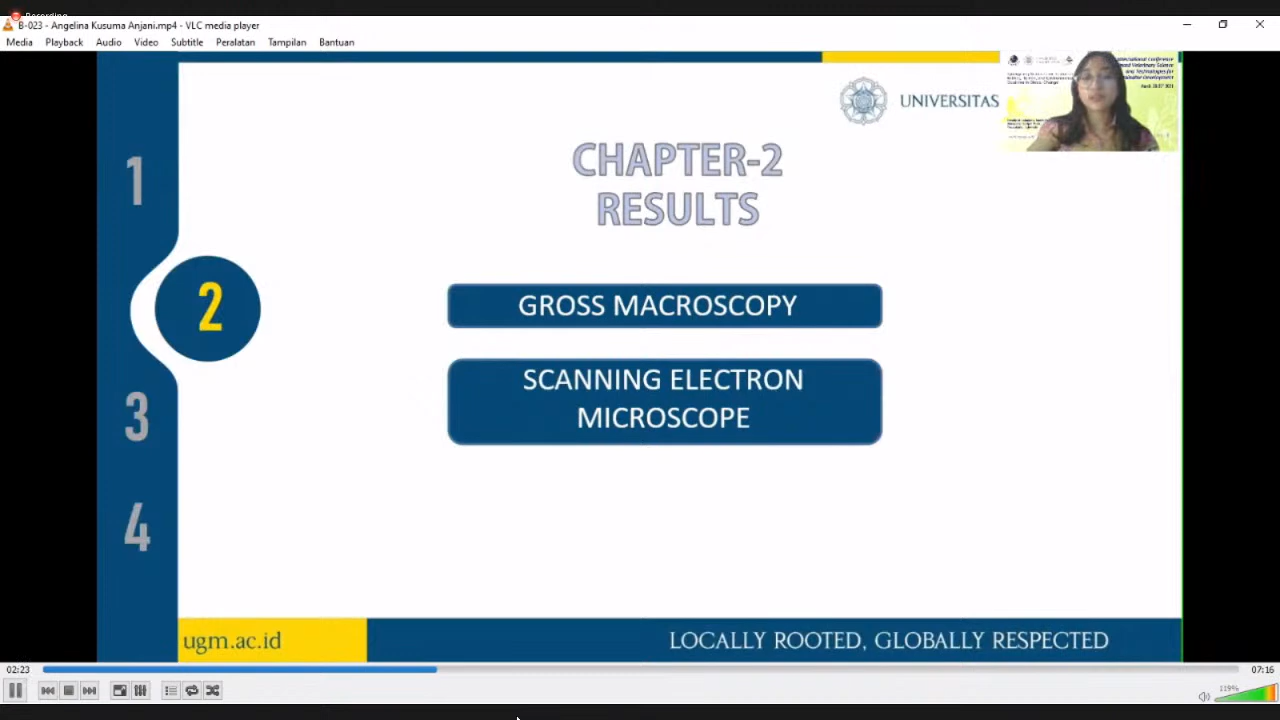 Recording
B-023 - Angelina Kusuma Anjani.mp4 - VLC media player
Media Playback Audio Video Subtitle Peralatan Tampilan Bantuan
UNIVERSITAS
CHAPTER-2
RESULTS
1
2
3
4
GROSS MACROSCOPY
SCANNING ELECTRON
MICROSCOPE
ugm.ac.id
LOCALLY ROOTED, GLOBALLY RESPECTED
02:23
07:16
119%